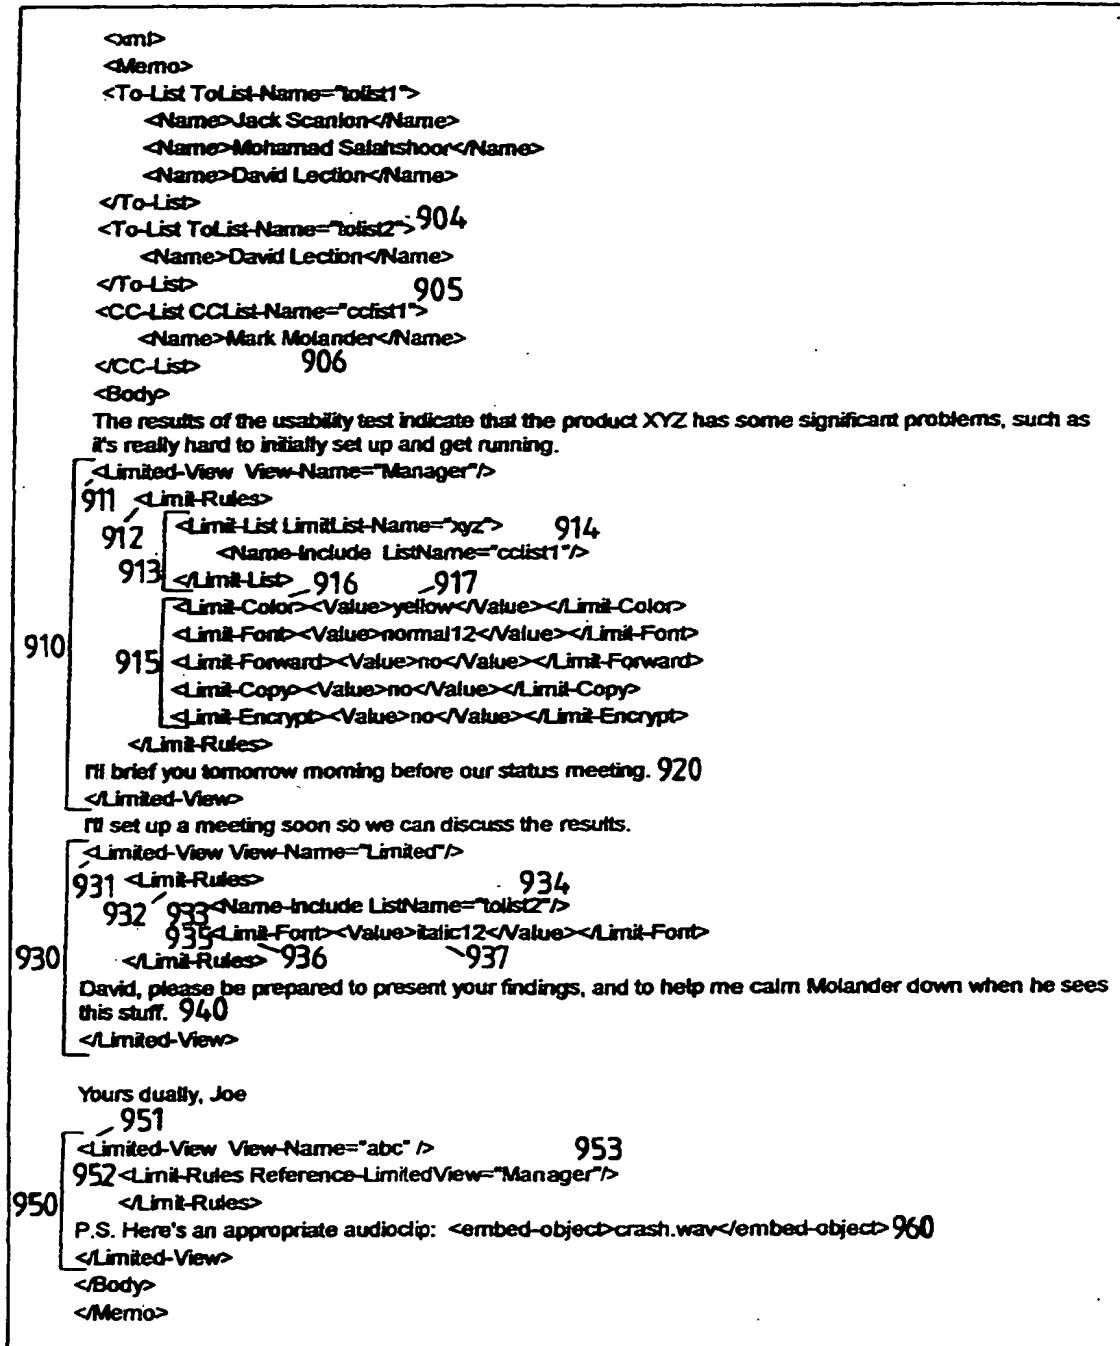 <xml>
<Memo>
<To-List ToList-Name="tolist1">
<Name>Jack Scanlon</Name>
<Name>Mohamad Salahshoor</Name>
<Name>David Lection</Name>
</To-List>
<To-List ToList-Name="tolist2"> 904
<Name>David Lection</Name>
</To-List> 905
<CC-List CCList-Name="cclist1">
<Name>Mark Molander</Name>
</CC-List> 906
<Body>
The results of the usability test indicate that the product XYZ has some significant problems, such as
it's really hard to initially set up and get running.
<Limited-View View-Name="Manager"/>
911 <Limit-Rules>
<Limit-List LimitList-Name="xyz"> 914
912 <Name-Include ListName="cclist1"/>
913 </Limit-List> 916 917
<Limit-Color><Value>yellow</Value></Limit-Color>
<Limit-Font><Value>normal12</Value></Limit-Font>
910 915 <Limit-Forward><Value>no</Value></Limit-Forward>
<Limit-Copy><Value>no</Value></Limit-Copy>
<Limit-Encrypt><Value>no</Value></Limit-Encrypt>
</Limit-Rules>
I'll brief you tomorrow morning before our status meeting. 920
</Limited-View>
I'll set up a meeting soon so we can discuss the results.
<Limited-View View-Name="Limited"/>
931 <Limit-Rules> 934
932 933 <Name-Include ListName="tolist2"/>
935 <Limit-Font><Value>italic12</Value></Limit-Font>
930 </Limit-Rules> 936 937
David, please be prepared to present your findings, and to help me calm Molander down when he sees
this stuff. 940
</Limited-View>
Yours dually, Joe
951
<Limited-View View-Name="abc" /> 953
952 <Limit-Rules Reference-LimitedView="Manager"/>
950 </Limit-Rules>
P.S. Here's an appropriate audioclip: <embed-object>crash.wav</embed-object> 960
</Limited-View>
</Body>
</Memo>